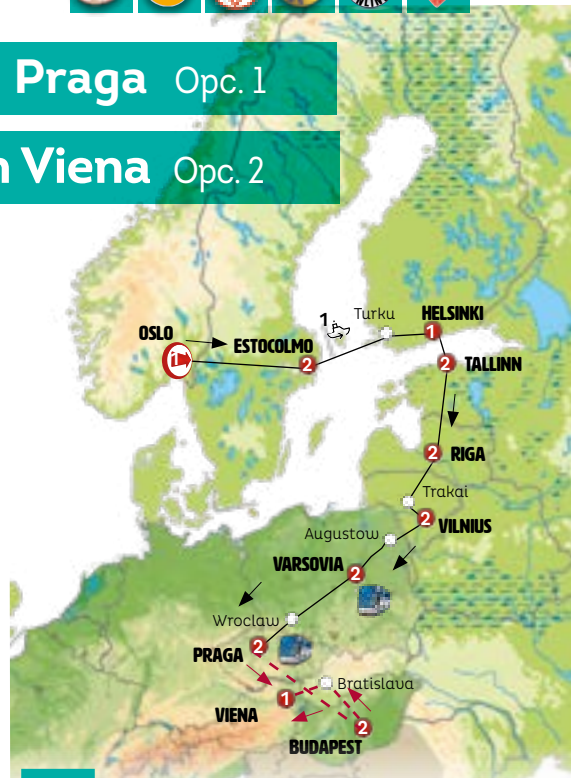 Praga Opc. 1
n Viena Opc. 2
1
Turku
HELSINKI
1
OSLO
1
ESTOCOLMO
2
2
TALLINN
2
RIGA
Trakai
2
VILNIUS
Augustow
VARSOVIA
2
Wroclaw
PRAGA
2
Bratislava
VIENA
1
BUDAPEST
2